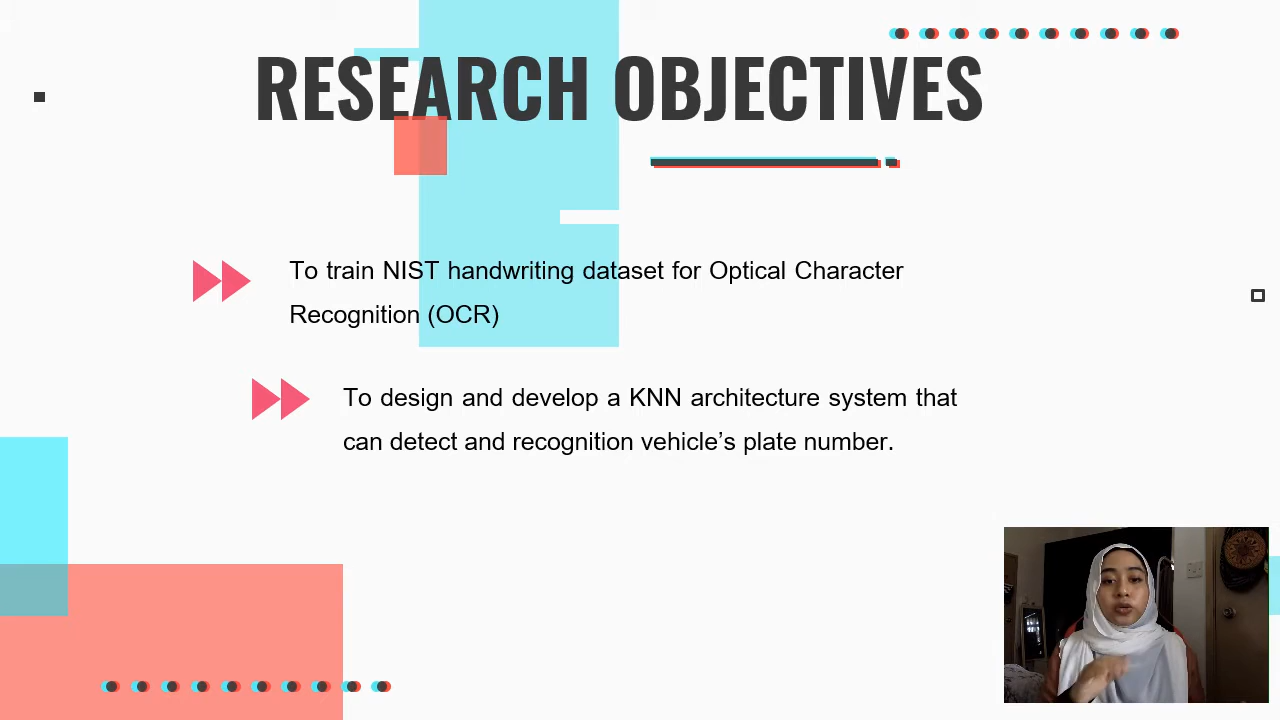 RESEARCH OBJECTIVES
To train NIST handwriting dataset for Optical Character
Recognition (OCR)
To design and develop a KNN architecture system that
can detect and recognition vehicle’s plate number.